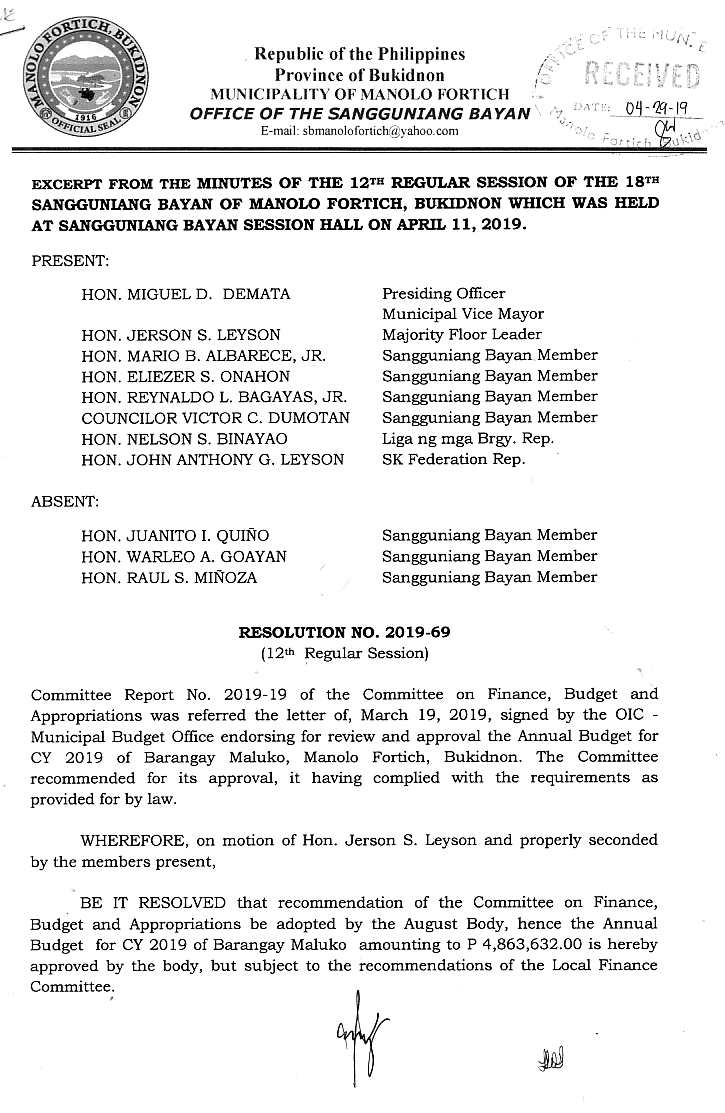 MANOLO FORTICH, BUKIDNON
1916
OFFICIAL SEAL
Republic of the Philippines
Province of Bukidnon
MUNICIPALITY OF MANOLO FORTICH
OFFICE OF THE SANGGUNIANG BAYAN
E-mail: sbmanolofortich@yahoo.com
OFFICE OF THE MUN.
RECEIVED
DATE: 04-29-19
Manolo Fortich Bukid
EXCERPT FROM THE MINUTES OF THE 12TH REGULAR SESSION OF THE 18TH
SANGGUNIANG BAYAN OF MANOLO FORTICH, BUKIDNON WHICH WAS HELD
AT SANGGUNIANG BAYAN SESSION HALL ON APRIL 11, 2019.
PRESENT:
HON. MIGUEL D. DEMATA Presiding Officer
Municipal Vice Mayor
HON. JERSON S. LEYSON Majority Floor Leader
HON. MARIO B. ALBARECE, JR. Sangguniang Bayan Member
HON. ELIEZER S. ONAHON Sangguniang Bayan Member
HON. REYNALDO L. BAGAYAS, JR. Sangguniang Bayan Member
COUNCILOR VICTOR C. DUMOTAN Sangguniang Bayan Member
HON. NELSON S. BINAYAO Liga ng mga Brgy. Rep.
HON. JOHN ANTHONY G. LEYSON SK Federation Rep.
ABSENT:
HON. JUANITO I. QUIÑO Sangguniang Bayan Member
HON. WARLEO A. GOAYAN Sangguniang Bayan Member
HON. RAUL S. MIÑOZA Sangguniang Bayan Member
RESOLUTION NO. 2019-69
(12th Regular Session)
Committee Report No. 2019-19 of the Committee on Finance, Budget and
Appropriations was referred the letter of, March 19, 2019, signed by the OIC -
Municipal Budget Office endorsing for review and approval the Annual Budget for
CY 2019 of Barangay Maluko, Manolo Fortich, Bukidnon. The Committee
recommended for its approval, it having complied with the requirements as
provided for by law.
WHEREFORE, on motion of Hon. Jerson S. Leyson and properly seconded
by the members present,
BE IT RESOLVED that recommendation of the Committee on Finance,
Budget and Appropriations be adopted by the August Body, hence the Annual
Budget for CY 2019 of Barangay Maluko amounting to P 4,863,632.00 is hereby
approved by the body, but subject to the recommendations of the Local Finance
Committee.